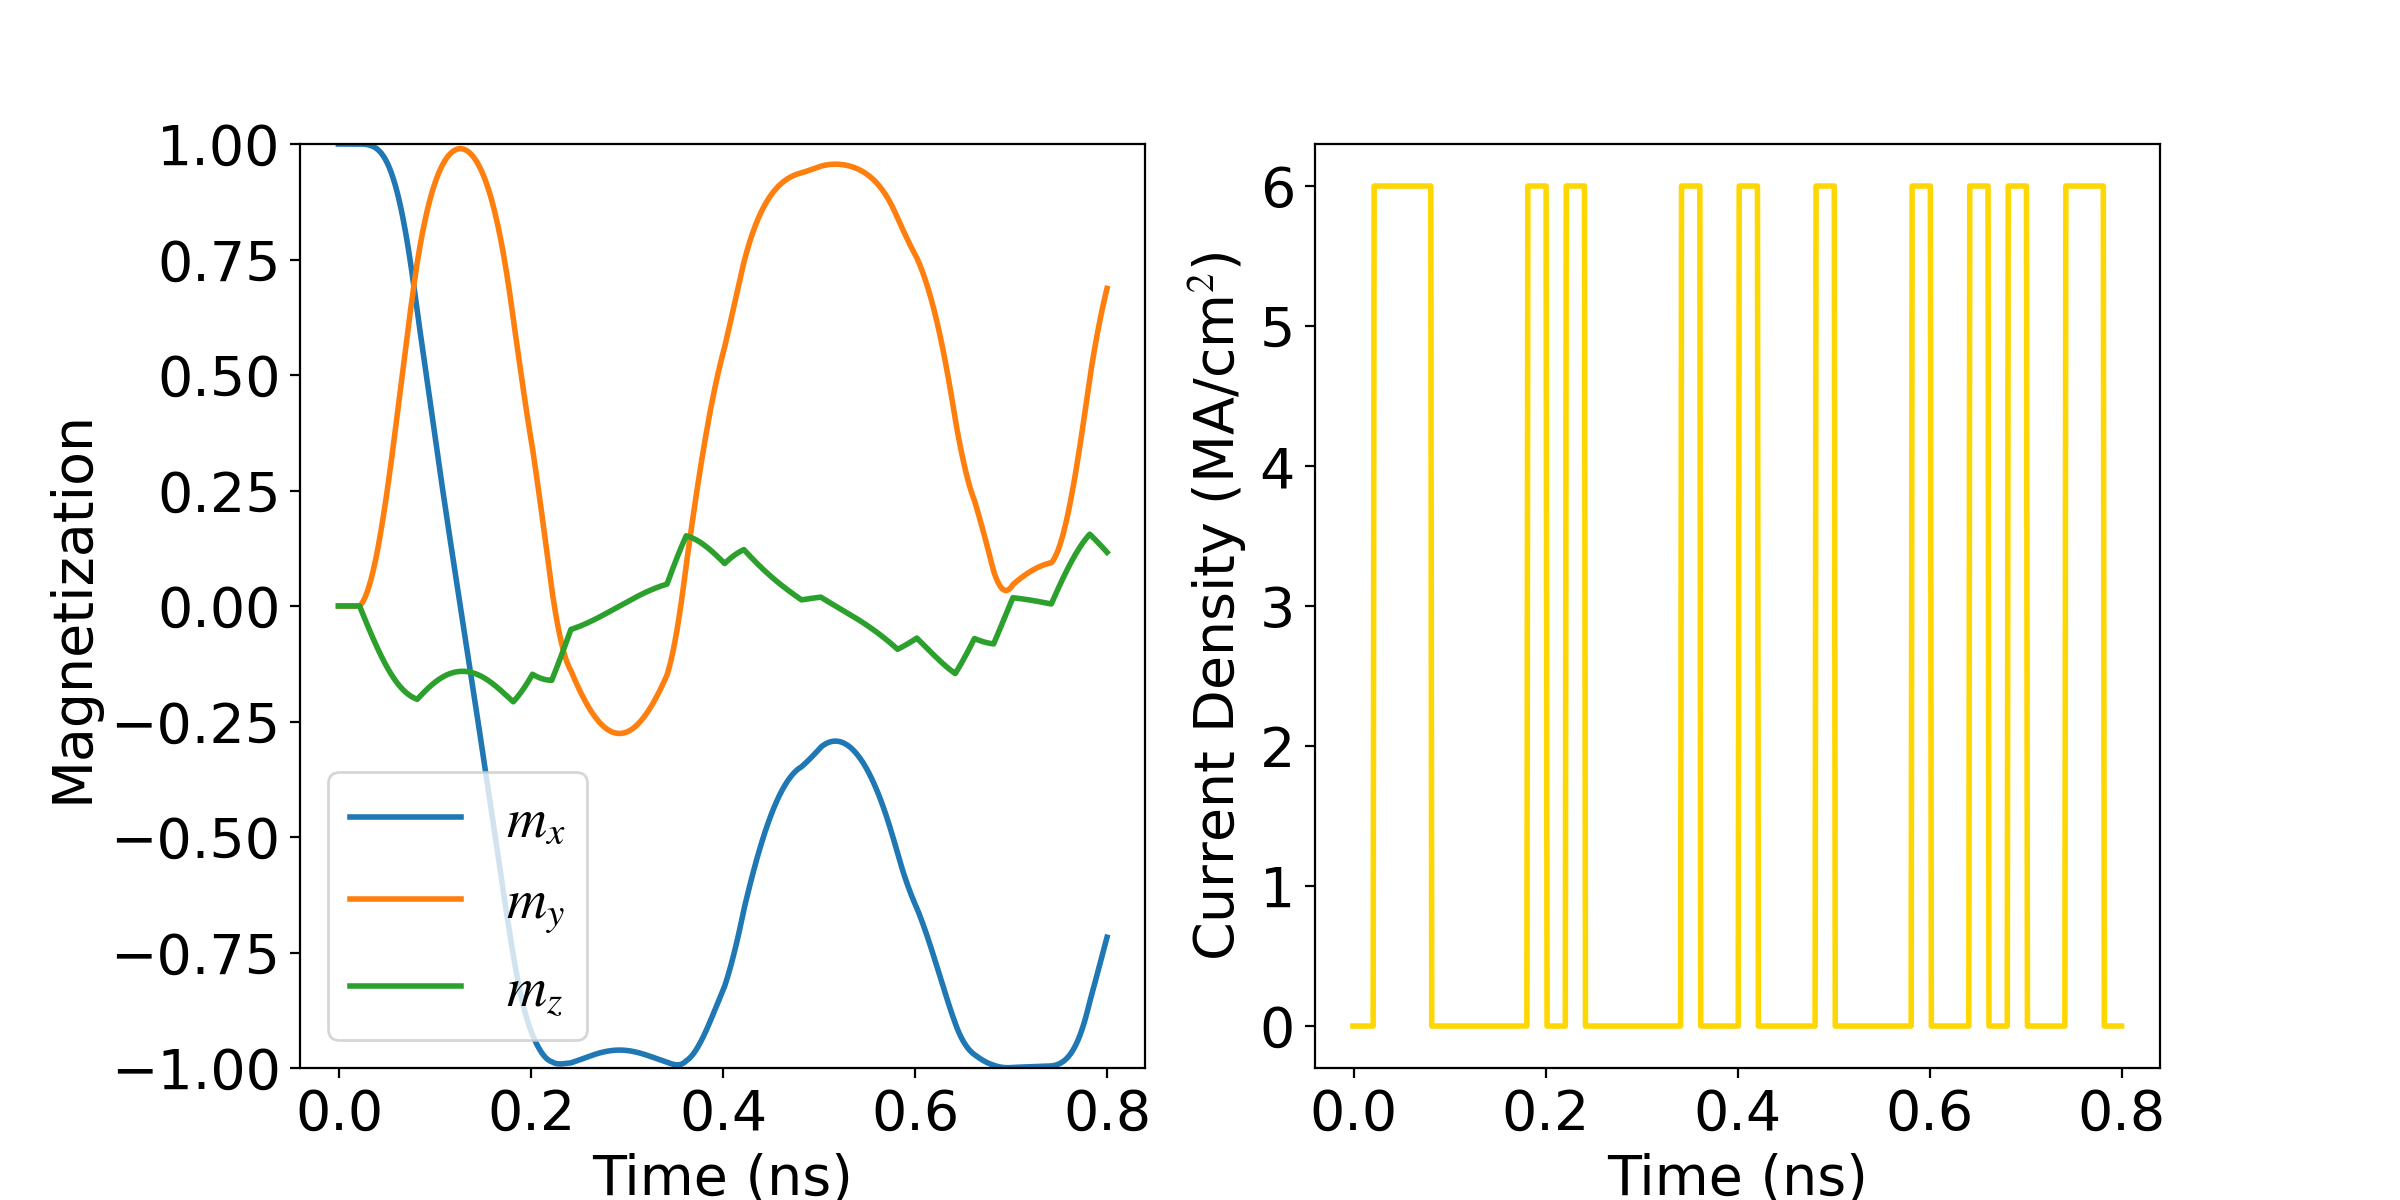 Magnetization
1.00
0.75
0.50
0.25
0.00
−0.25
−0.50
−0.75
−1.00
m_x
m_y
m_z
0.0 0.2 0.4 0.6 0.8
Time (ns)
Current Density (MA/cm²)
6
5
4
3
2
1
0
0.0 0.2 0.4 0.6 0.8
Time (ns)